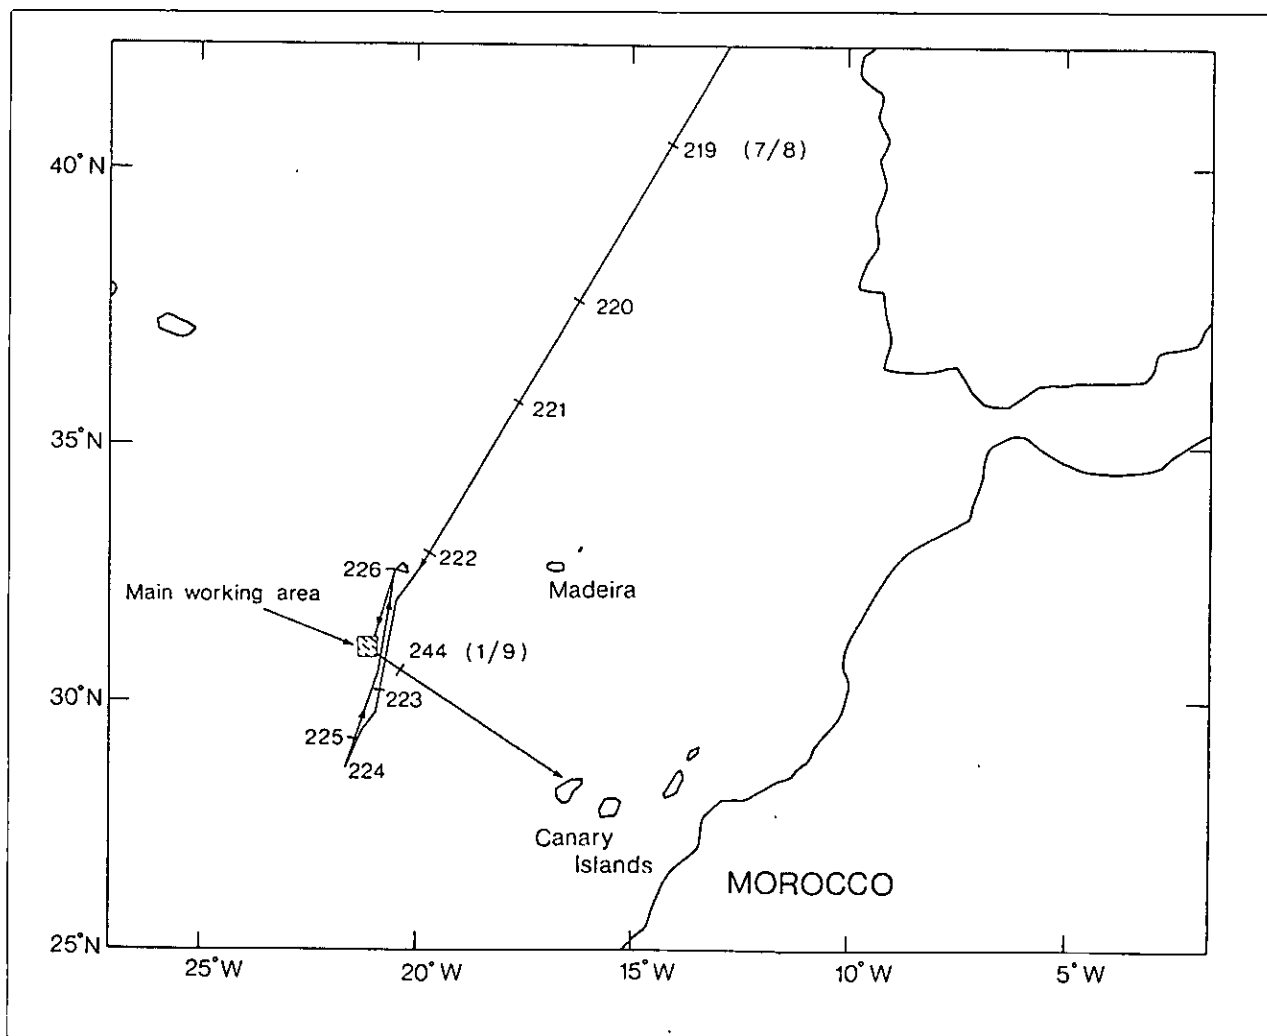 40°N
219 (7/8)
220
221
35°N
222
226
Madeira
Main working area
244 (1/9)
30°N
223
225
224
Canary
Islands
MOROCCO
25°N
25°W
20°W
15°W
10°W
5°W